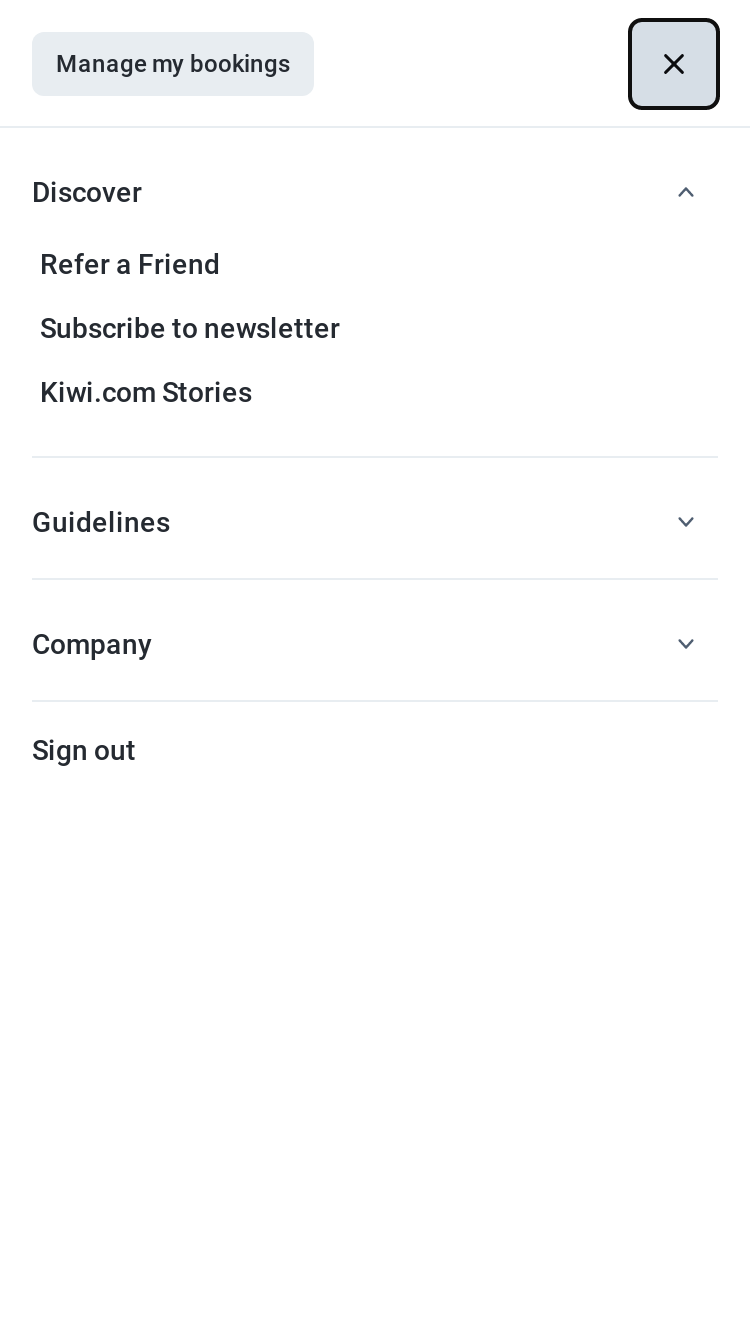 Manage my bookings
Discover
Refer a Friend
Subscribe to newsletter
Kiwi.com Stories
Guidelines
Company
Sign out